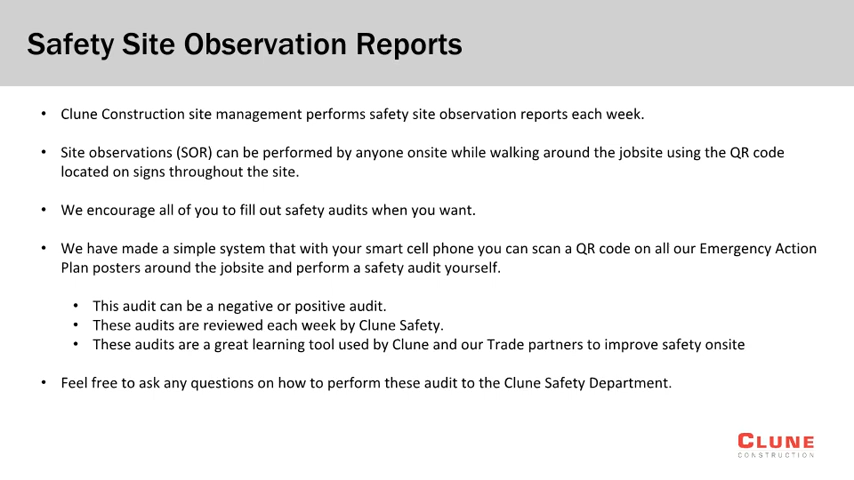 Safety Site Observation Reports
• Clune Construction site management performs safety site observation reports each week.
• Site observations (SOR) can be performed by anyone onsite while walking around the jobsite using the QR code
located on signs throughout the site.
• We encourage all of you to fill out safety audits when you want.
• We have made a simple system that with your smart cell phone you can scan a QR code on all our Emergency Action
Plan posters around the jobsite and perform a safety audit yourself.
• This audit can be a negative or positive audit.
• These audits are reviewed each week by Clune Safety.
• These audits are a great learning tool used by Clune and our Trade partners to improve safety onsite
• Feel free to ask any questions on how to perform these audit to the Clune Safety Department.
CLUNE
CONSTRUCTION